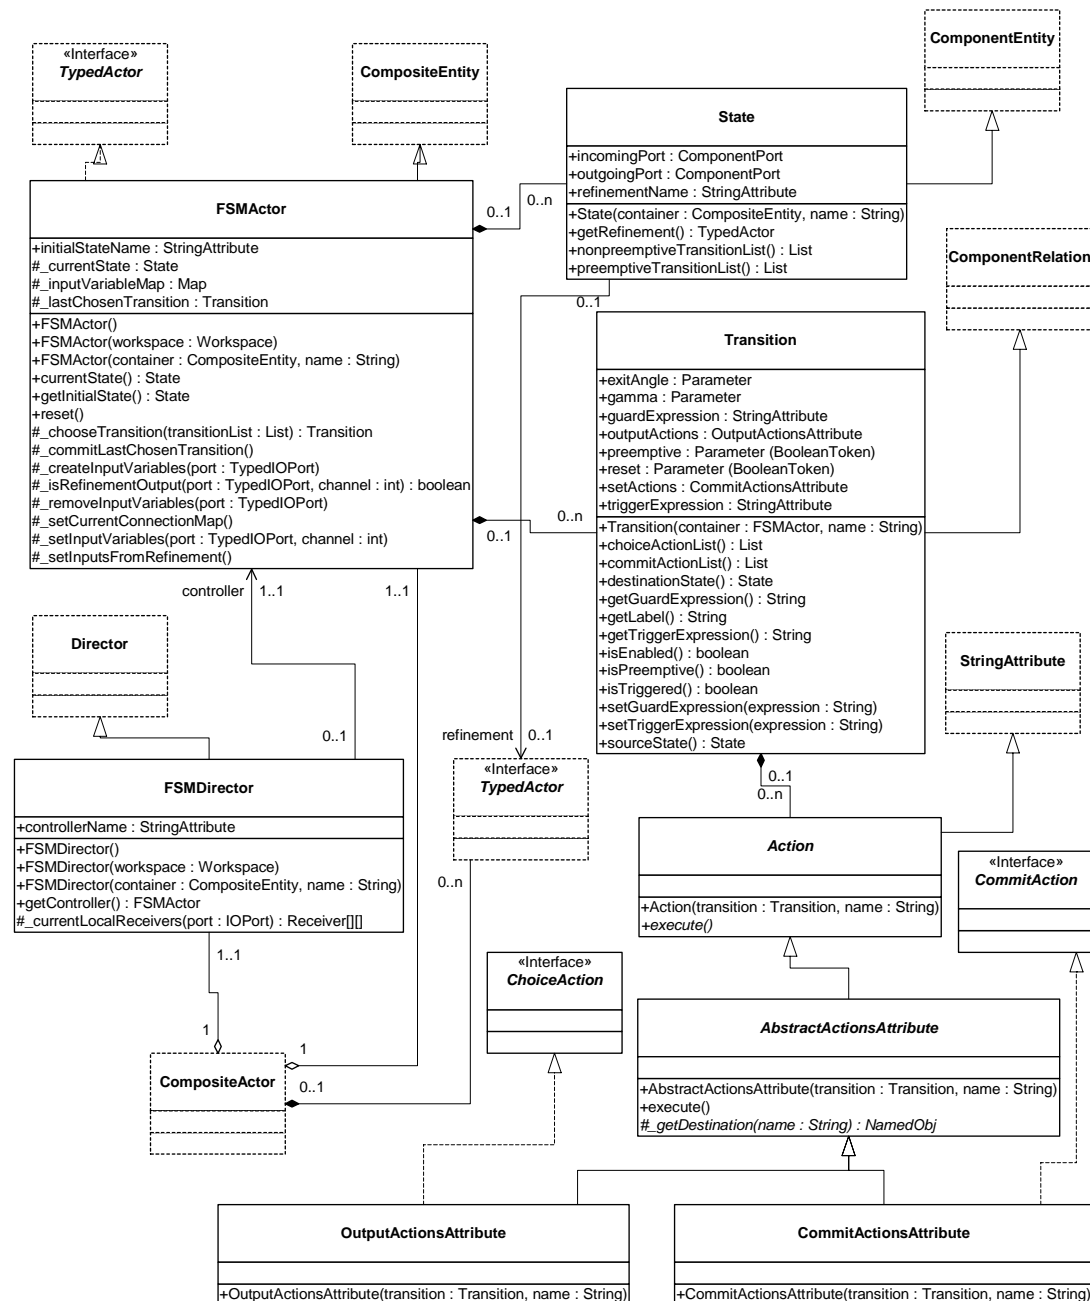 «Interface»
TypedActor
CompositeEntity
ComponentEntity
State
+incomingPort : ComponentPort
+outgoingPort : ComponentPort
+refinementName : StringAttribute
+State(container : CompositeEntity, name : String)
+getRefinement() : TypedActor
+nonpreemptiveTransitionList() : List
+preemptiveTransitionList() : List
FSMActor
+initialStateName : StringAttribute
#_currentState : State
#_inputVariableMap : Map
#_lastChosenTransition : Transition
+FSMActor()
+FSMActor(workspace : Workspace)
+FSMActor(container : CompositeEntity, name : String)
+currentState() : State
+getInitialState() : State
+reset()
#_chooseTransition(transitionList : List) : Transition
#_commitLastChosenTransition()
#_createInputVariables(port : TypedIOPort)
#_isRefinementOutput(port : TypedIOPort, channel : int) : boolean
#_removeInputVariables(port : TypedIOPort)
#_setCurrentConnectionMap()
#_setInputVariables(port : TypedIOPort, channel : int)
#_setInputsFromRefinement()
0..1
0..n
0..1
ComponentRelation
Transition
+exitAngle : Parameter
+gamma : Parameter
+guardExpression : StringAttribute
+outputActions : OutputActionsAttribute
+preemptive : Parameter (BooleanToken)
+reset : Parameter (BooleanToken)
+setActions : CommitActionsAttribute
+triggerExpression : StringAttribute
+Transition(container : FSMActor, name : String)
+choiceActionList() : List
+commitActionList() : List
+destinationState() : State
+getGuardExpression() : String
+getLabel() : String
+getTriggerExpression() : String
+isEnabled() : boolean
+isPreemptive() : boolean
+isTriggered() : boolean
+setGuardExpression(expression : String)
+setTriggerExpression(expression : String)
+sourceState() : State
0..n
0..1
controller
1..1
1..1
Director
StringAttribute
0..1
refinement
0..1
FSMDirector
+controllerName : StringAttribute
+FSMDirector()
+FSMDirector(workspace : Workspace)
+FSMDirector(container : CompositeEntity, name : String)
+getController() : FSMActor
#_currentLocalReceivers(port : IOPort) : Receiver[][]
«Interface»
TypedActor
0..1
0..n
Action
+Action(transition : Transition, name : String)
+execute()
«Interface»
CommitAction
0..n
1..1
«Interface»
ChoiceAction
AbstractActionsAttribute
+AbstractActionsAttribute(transition : Transition, name : String)
+execute()
#_getDestination(name : String) : NamedObj
1
1
0..1
CompositeActor
OutputActionsAttribute
+OutputActionsAttribute(transition : Transition, name : String)
CommitActionsAttribute
+CommitActionsAttribute(transition : Transition, name : String)